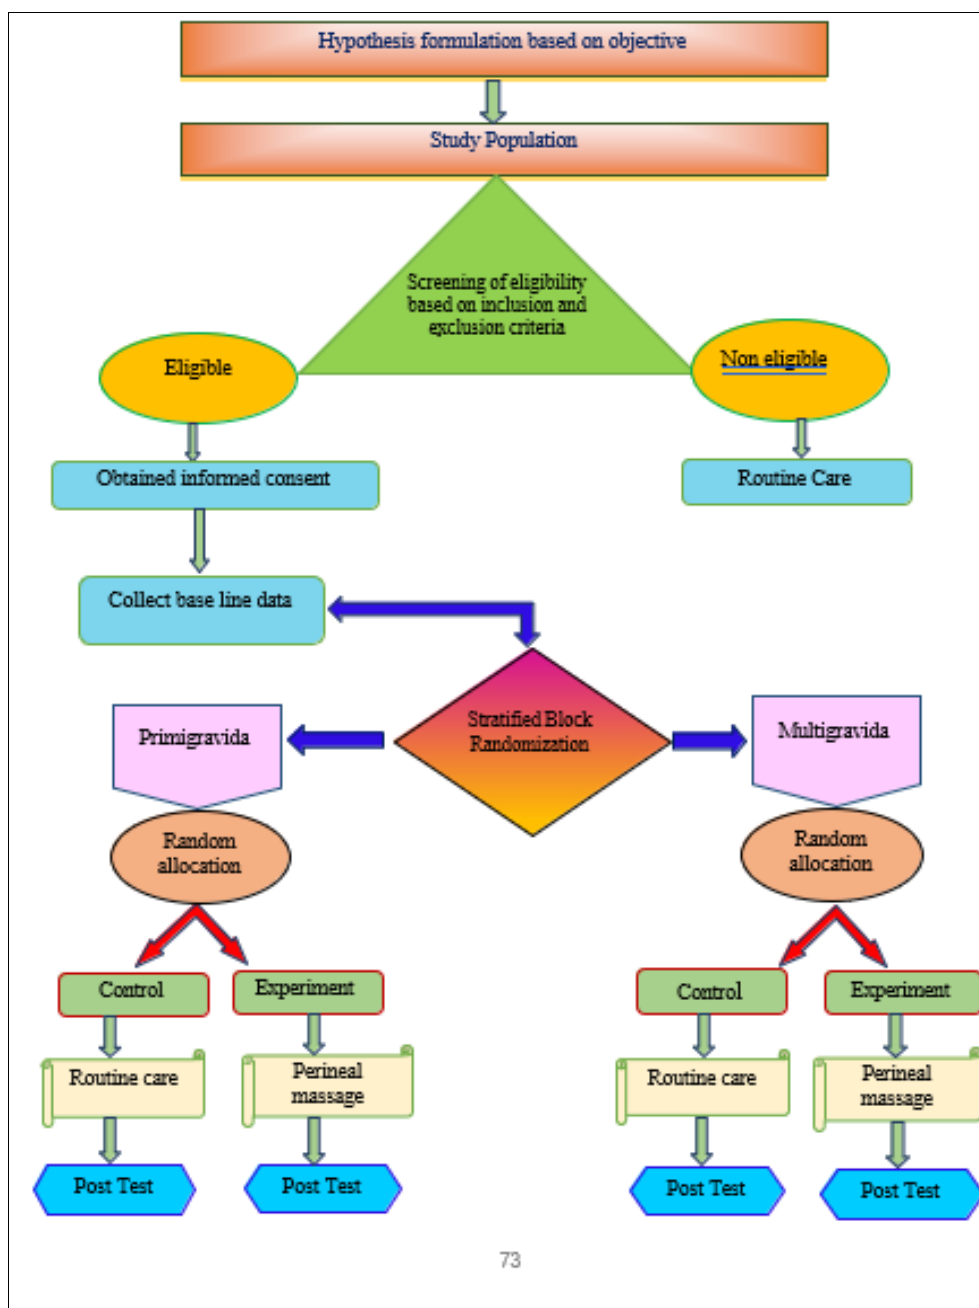 Hypothesis formulation based on objective
Study Population
Screening of eligibility
based on inclusion and
exclusion criteria
Eligible
Non eligible
Obtained informed consent
Routine Care
Collect base line data
Stratified Block
Randomization
Primigravida
Multigravida
Random
allocation
Random
allocation
Control
Experiment
Control
Experiment
Routine care
Perineal
massage
Routine care
Perineal
massage
Post Test
Post Test
Post Test
Post Test
73